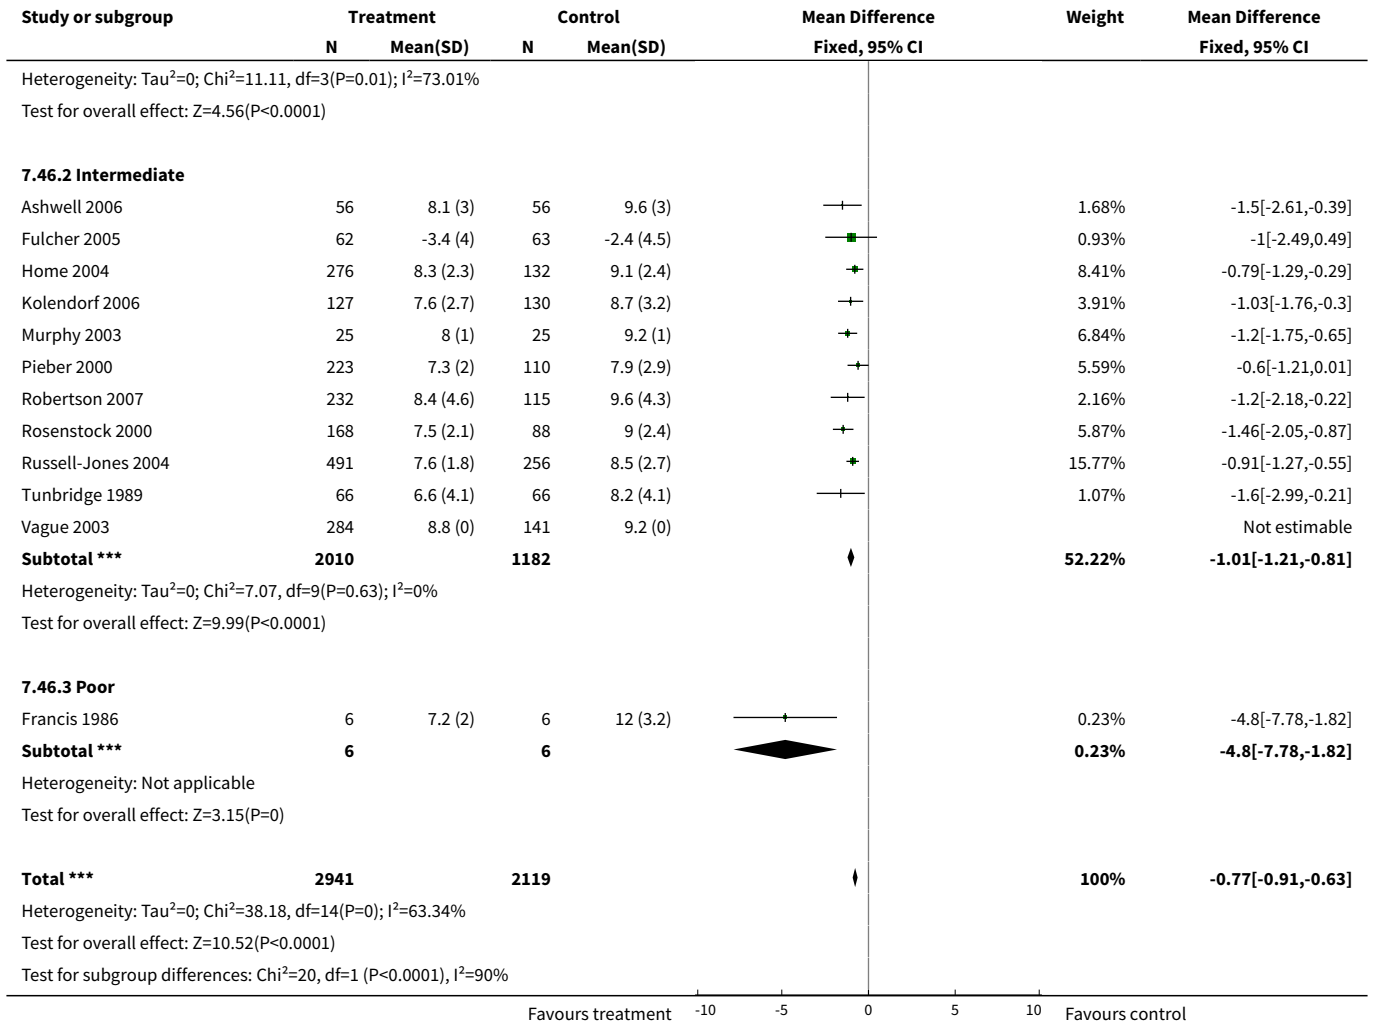 Study or subgroup Treatment Control Mean Difference Weight Mean Difference
N Mean(SD) N Mean(SD) Fixed, 95% CI Fixed, 95% CI
Heterogeneity: Tau²=0; Chi²=11.11, df=3(P=0.01); I²=73.01%
Test for overall effect: Z=4.56(P<0.0001)
7.46.2 Intermediate
Ashwell 2006 56 8.1 (3) 56 9.6 (3) 1.68% -1.5[-2.61,-0.39]
Fulcher 2005 62 -3.4 (4) 63 -2.4 (4.5) 0.93% -1[-2.49,0.49]
Home 2004 276 8.3 (2.3) 132 9.1 (2.4) 8.41% -0.79[-1.29,-0.29]
Kolendorf 2006 127 7.6 (2.7) 130 8.7 (3.2) 3.91% -1.03[-1.76,-0.3]
Murphy 2003 25 8 (1) 25 9.2 (1) 6.84% -1.2[-1.75,-0.65]
Pieber 2000 223 7.3 (2) 110 7.9 (2.9) 5.59% -0.6[-1.21,0.01]
Robertson 2007 232 8.4 (4.6) 115 9.6 (4.3) 2.16% -1.2[-2.18,-0.22]
Rosenstock 2000 168 7.5 (2.1) 88 9 (2.4) 5.87% -1.46[-2.05,-0.87]
Russell-Jones 2004 491 7.6 (1.8) 256 8.5 (2.7) 15.77% -0.91[-1.27,-0.55]
Tunbridge 1989 66 6.6 (4.1) 66 8.2 (4.1) 1.07% -1.6[-2.99,-0.21]
Vague 2003 284 8.8 (0) 141 9.2 (0) Not estimable
Subtotal *** 2010 1182 52.22% -1.01[-1.21,-0.81]
Heterogeneity: Tau²=0; Chi²=7.07, df=9(P=0.63); I²=0%
Test for overall effect: Z=9.99(P<0.0001)
7.46.3 Poor
Francis 1986 6 7.2 (2) 6 12 (3.2) 0.23% -4.8[-7.78,-1.82]
Subtotal *** 6 6 0.23% -4.8[-7.78,-1.82]
Heterogeneity: Not applicable
Test for overall effect: Z=3.15(P=0)
Total *** 2941 2119 100% -0.77[-0.91,-0.63]
Heterogeneity: Tau²=0; Chi²=38.18, df=14(P=0); I²=63.34%
Test for overall effect: Z=10.52(P<0.0001)
Test for subgroup differences: Chi²=20, df=1 (P<0.0001), I²=90%
Favours treatment -10 -5 0 5 10 Favours control